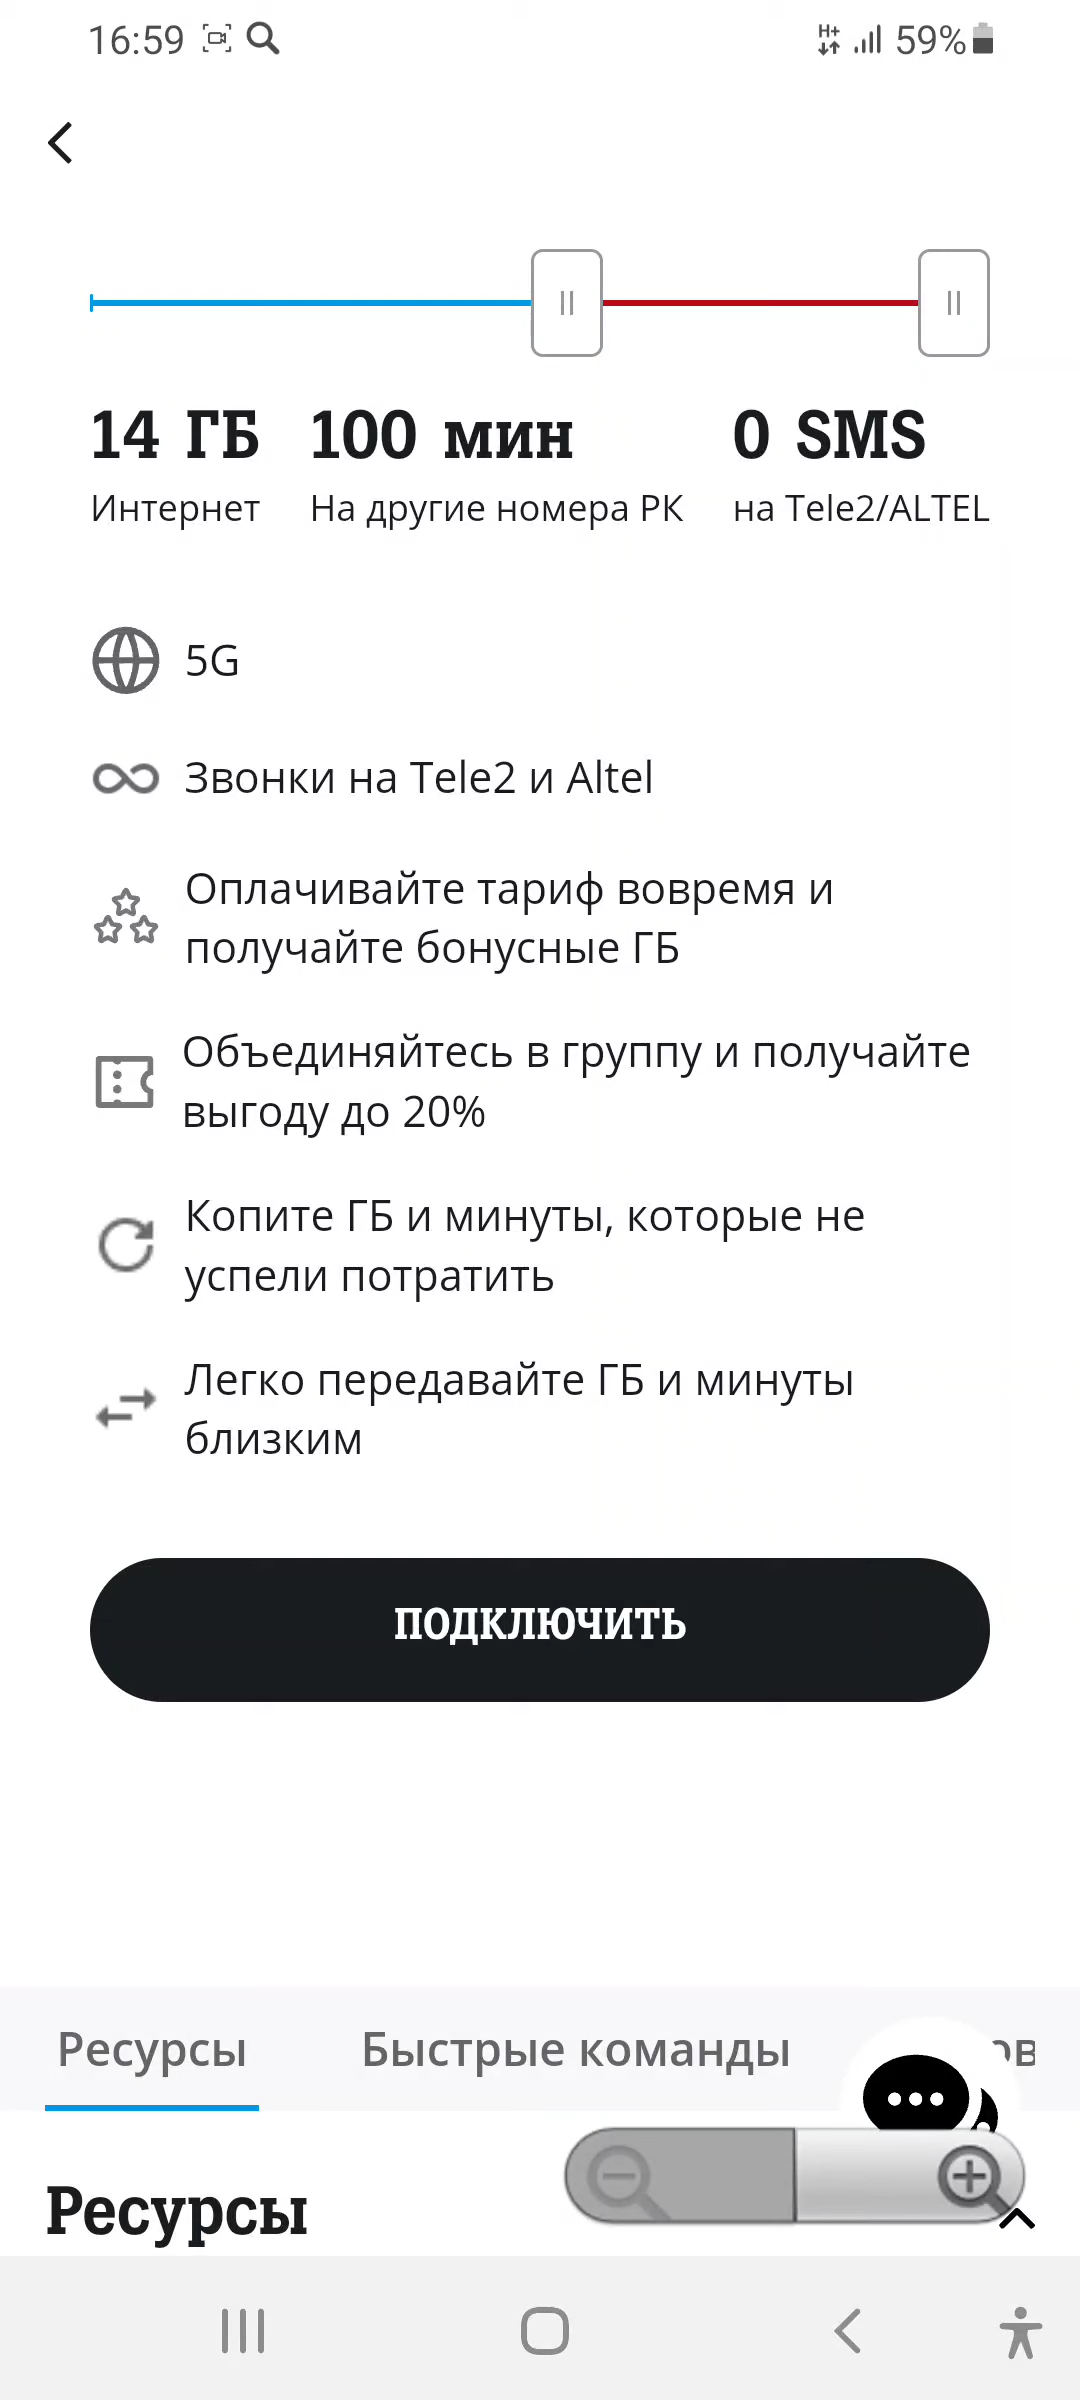 16:59 H+ 59%
14 ГБ 100 мин 0 SMS
Интернет На другие номера РК на Tele2/ALTEL
5G
Звонки на Tele2 и Altel
Оплачивайте тариф вовремя и
получайте бонусные ГБ
Объединяйтесь в группу и получайте
выгоду до 20%
Копите ГБ и минуты, которые не
успели потратить
Легко передавайте ГБ и минуты
близким
ПОДКЛЮЧИТЬ
Ресурсы Быстрые команды
Ресурсы